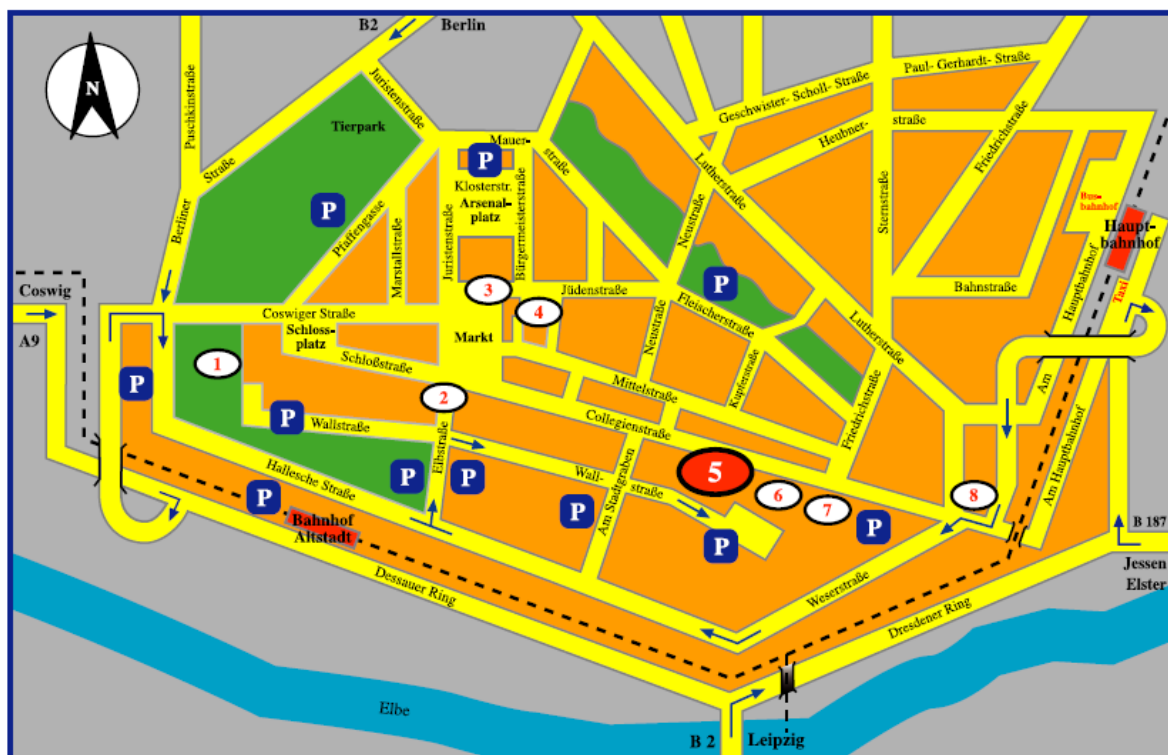 B2
Berlin
N
Puschkinstraße
Juristenstraße
Tierpark
Straße
Berliner
P
Pfaffengasse
Marstallstraße
Mauer-
straße
P
Klosterstr.
Arsenal-
platz
Juristenstraße
Bürgermeisterstraße
Geschwister- Scholl- Straße
Paul- Gerhardt- Straße
Heubner-
straße
Friedrichstraße
Lutherstraße
Neustraße
Sternstraße
Bus-
bahnhof
Haupt-
bahnhof
Hauptbahnhof
Am
Taxi
Bahnstraße
Coswig
A9
Coswiger Straße
Schloss-
platz
Schloßstraße
Markt
3
4
Jüdenstraße
Fleischerstraße
P
Neustraße
Lutherstraße
Kupferstraße
Mittelstraße
Friedrichstraße
Collegienstraße
1
2
P
P
Wallstraße
Elbstraße
Hallesche Straße
P
P
P
Bahnhof
Altstadt
Wall-
straße
Am Stadtgraben
P
5
6
7
8
P
P
Am Hauptbahnhof
B 187
Jessen
Elster
Weserstraße
Dessauer Ring
Dresdener Ring
Elbe
B 2
Leipzig